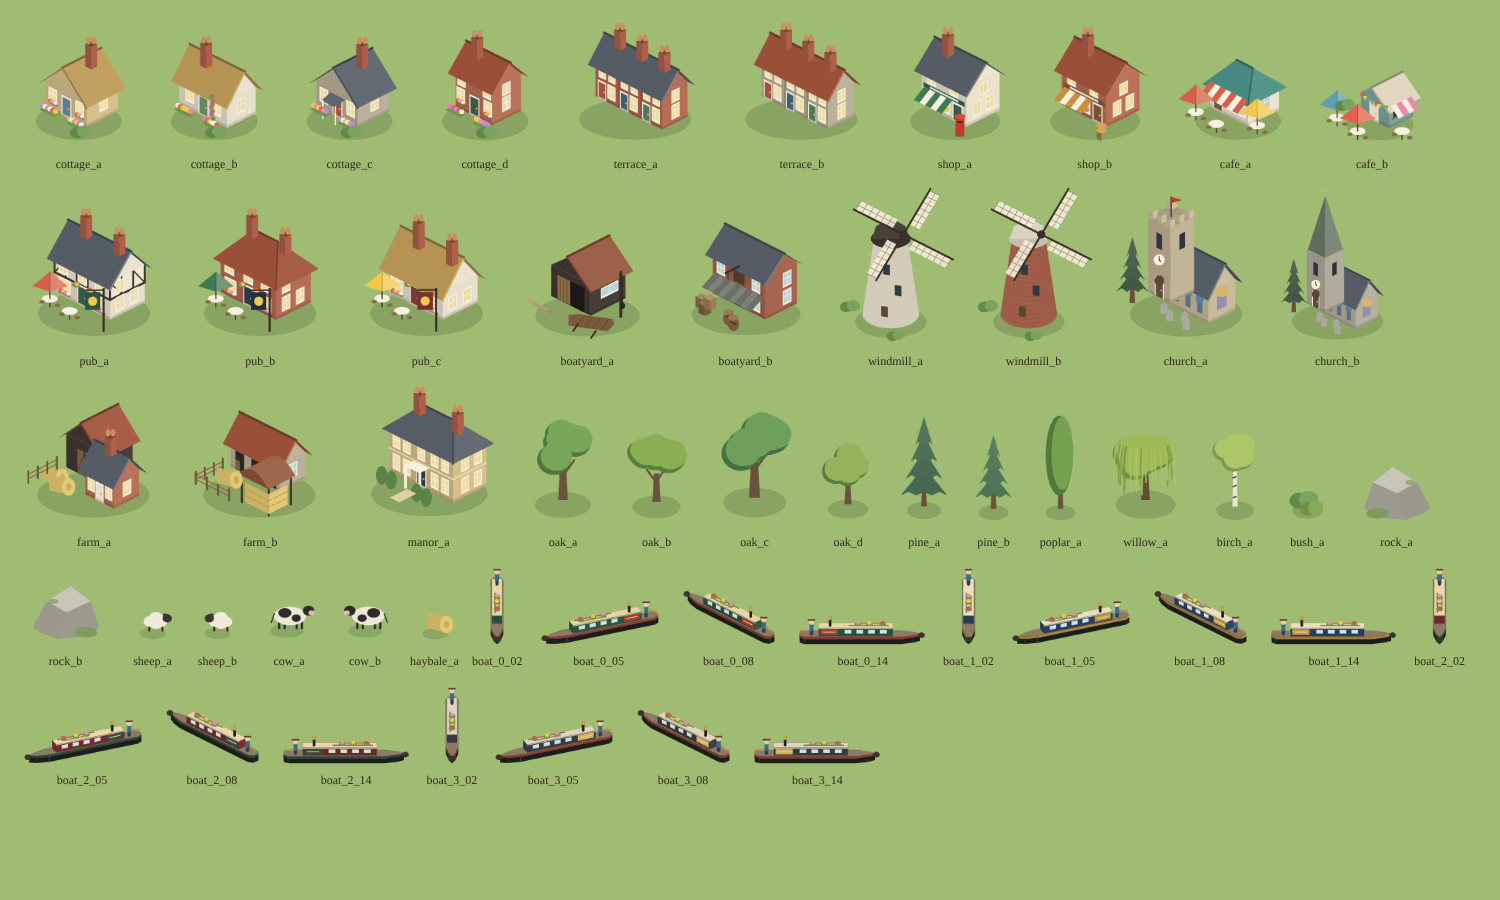 cottage_a cottage_b cottage_c cottage_d terrace_a terrace_b shop_a shop_b cafe_a cafe_b
pub_a pub_b pub_c boatyard_a boatyard_b windmill_a windmill_b church_a church_b
farm_a farm_b manor_a oak_a oak_b oak_c oak_d pine_a pine_b poplar_a willow_a birch_a bush_a rock_a
rock_b sheep_a sheep_b cow_a cow_b haybale_a boat_0_02 boat_0_05 boat_0_08 boat_0_14 boat_1_02 boat_1_05 boat_1_08 boat_1_14 boat_2_02
boat_2_05 boat_2_08 boat_2_14 boat_3_02 boat_3_05 boat_3_08 boat_3_14